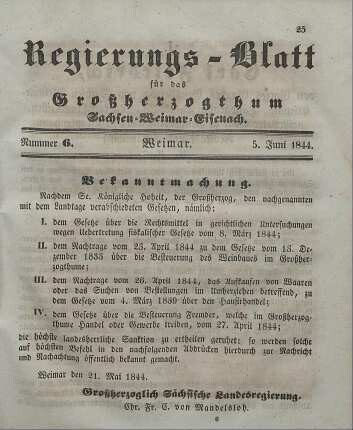 25
Regierungs-Blatt
für das
Großherzogthum
Sachsen-Weimar-Eisenach.
Nummer 6. Weimar. 5. Juni 1844.
Bekanntmachung.
Nachdem Se. Königliche Hoheit, der Großherzog, den nachgenannten
mit dem Landtage verabschiedeten Gesetzen, nämlich:
I. dem Gesetze über die Rechtsmittel in gerichtlichen Untersuchungen
wegen Uebertretung fiskalischer Gesetze vom 8. März 1844;
II. dem Nachtrage vom 23. April 1844 zu dem Gesetze vom 13. De-
zember 1835 über die Besteuerung des Weinbaues im Großher-
zogthume;
III. dem Nachtrage vom 26. April 1844, das Aufkaufen von Waaren
oder das Suchen von Bestellungen im Umherziehen betreffend, zu
dem Gesetze vom 4. März 1839 über den Hausirhandel;
IV. dem Gesetze über die Besteuerung Fremder, welche im Großherzog-
thume Handel oder Gewerbe treiben, vom 27. April 1844;
die höchste landesherrliche Sanktion zu ertheilen geruhet: so werden solche
auf höchsten Befehl in den nachfolgenden Abdrücken hierdurch zur Nachricht
und Nachachtung öffentlich bekannt gemacht.
Weimar den 21. Mai 1844.
Großherzoglich Sächsische Landesregierung.
Chr. Fr. C. von Mandelsloh.
6